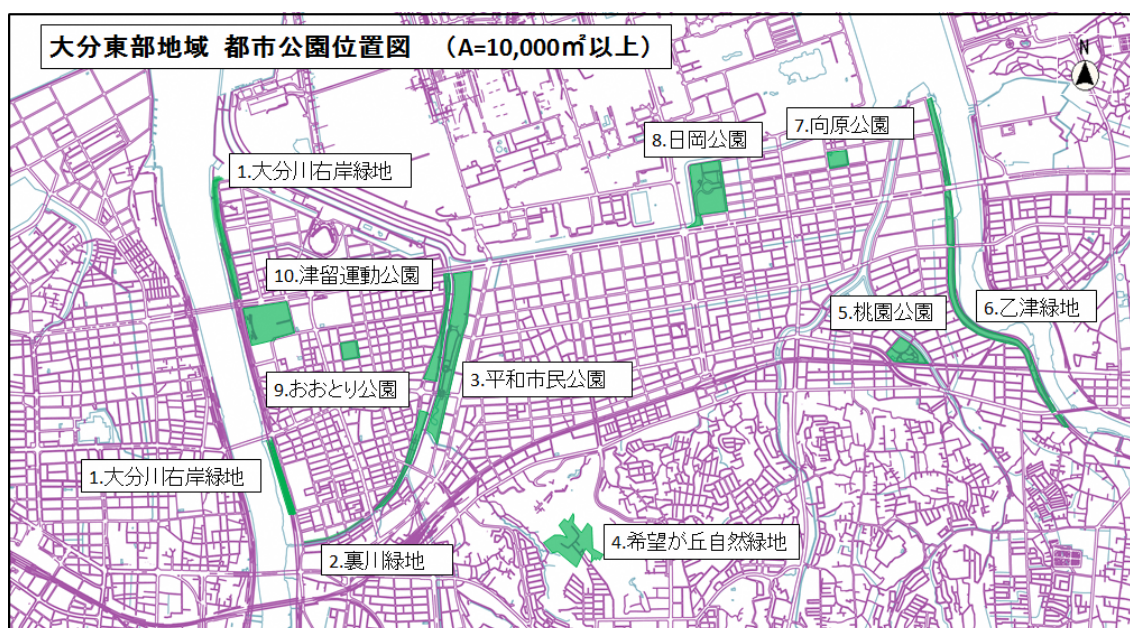 大分東部地域 都市公園位置図 （A=10,000㎡以上）
N
7.向原公園
8.日岡公園
1.大分川右岸緑地
10.津留運動公園
5.桃園公園
6.乙津緑地
9.おおとり公園
3.平和市民公園
1.大分川右岸緑地
4.希望が丘自然緑地
2.裏川緑地